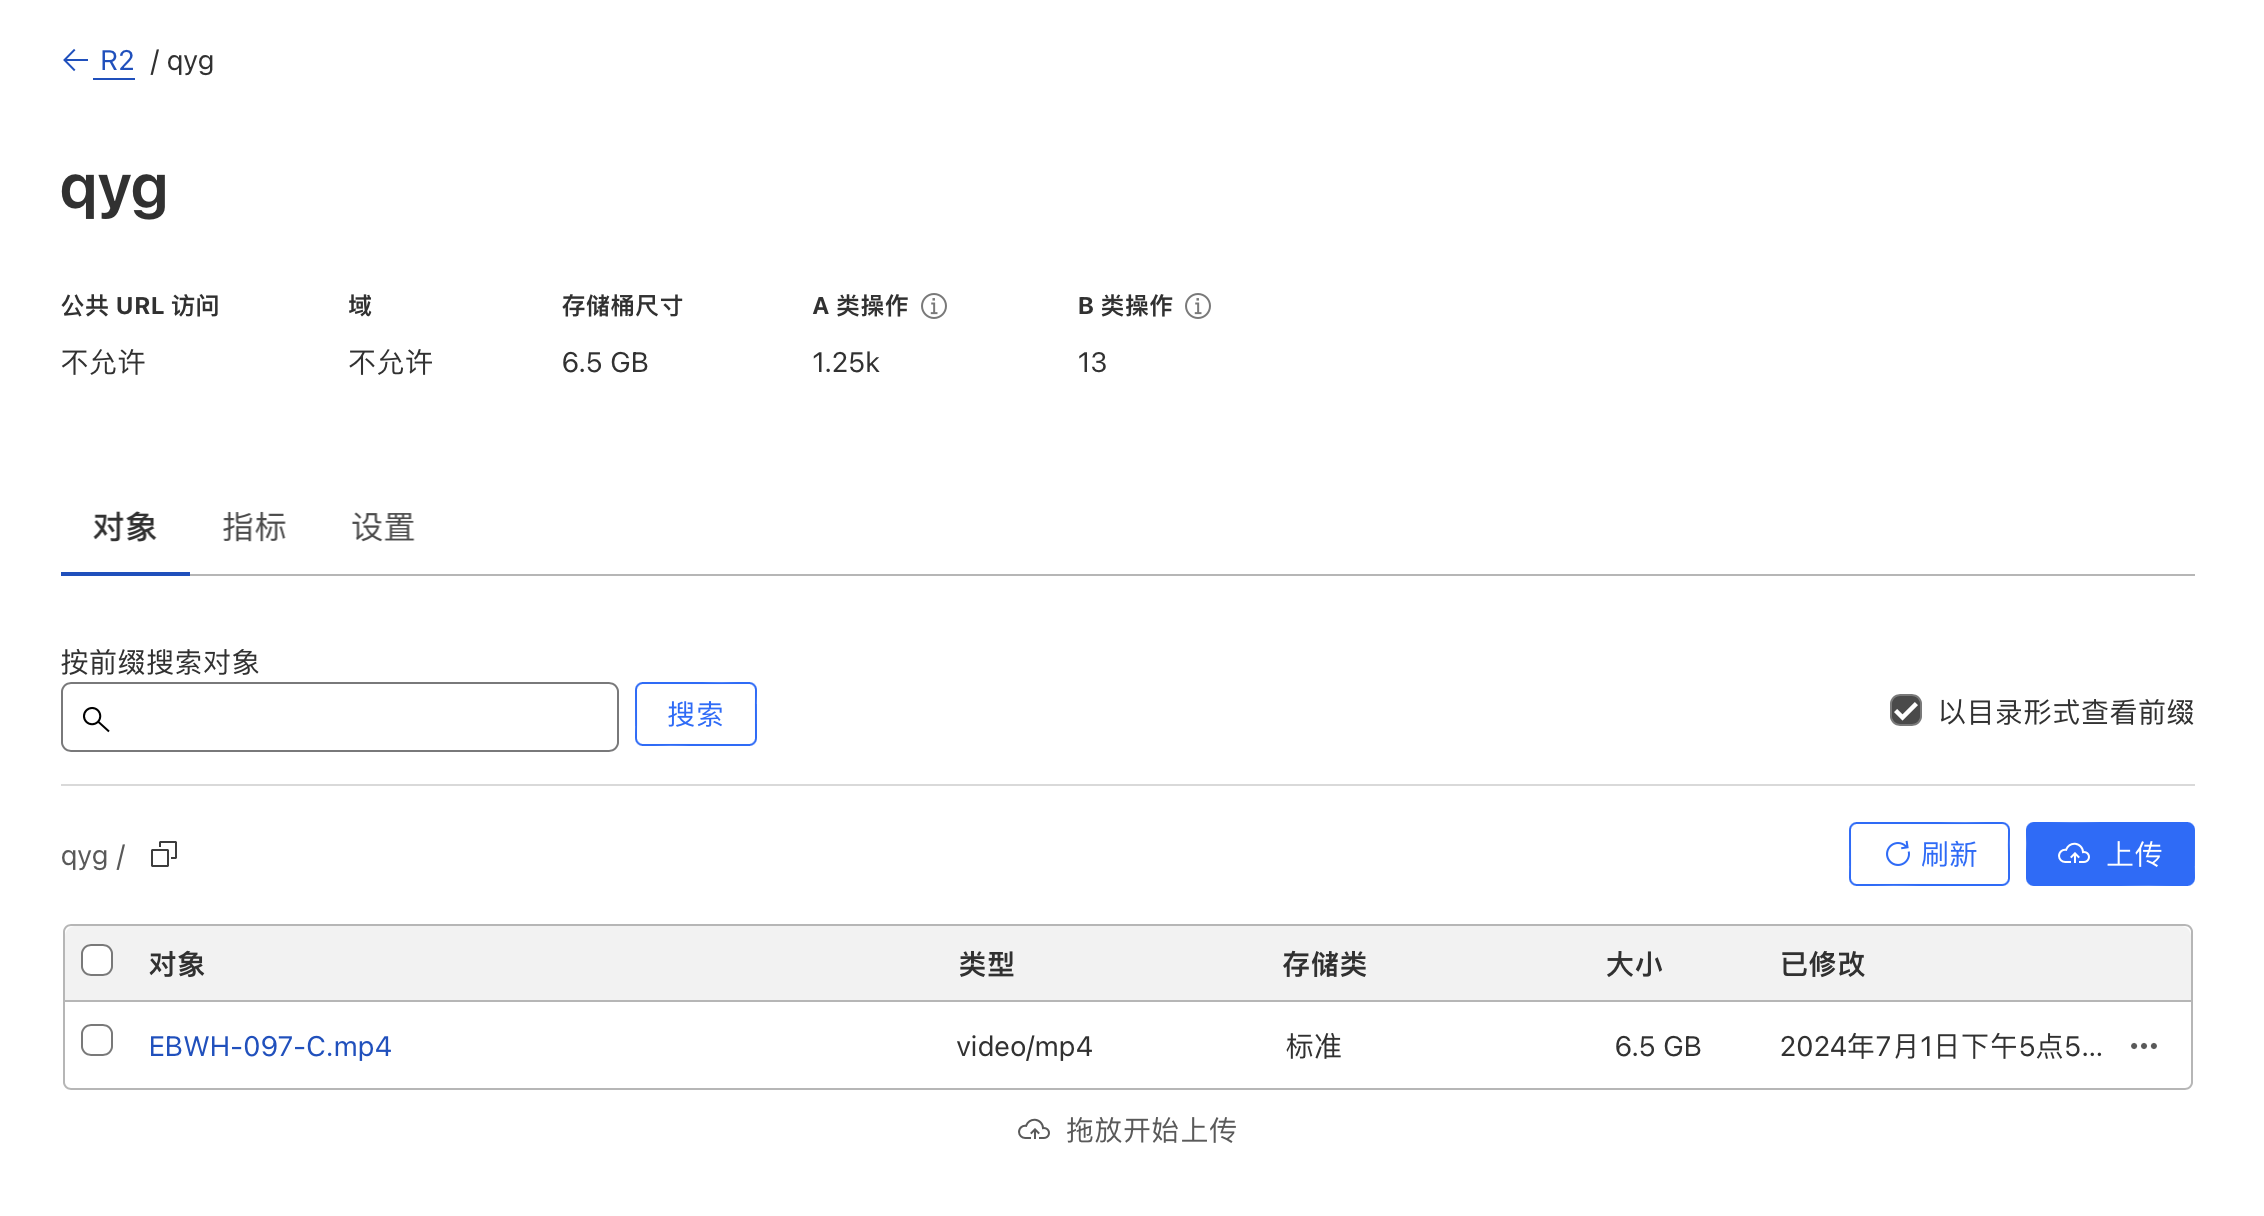 R2 / qyg
qyg
公共 URL 访问 域 存储桶尺寸 A 类操作 B 类操作
不允许 不允许 6.5 GB 1.25k 13
对象 指标 设置
按前缀搜索对象
搜索 以目录形式查看前缀
qyg / 刷新 上传
对象 类型 存储类 大小 已修改
EBWH-097-C.mp4 video/mp4 标准 6.5 GB 2024年7月1日下午5点5...
拖放开始上传